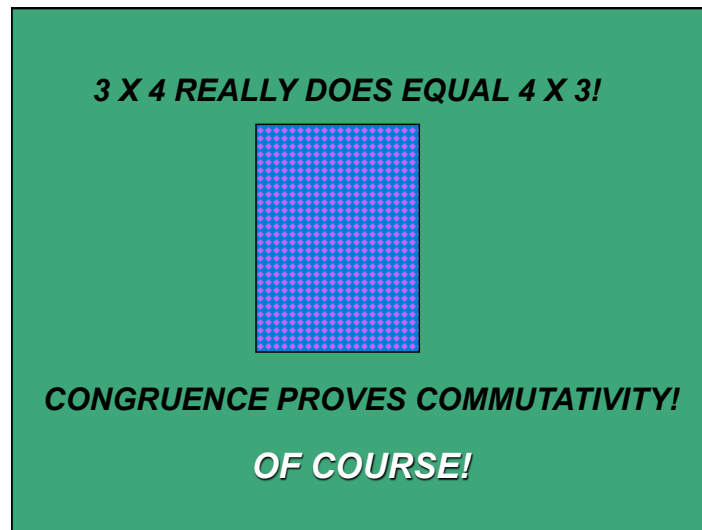 3 X 4 REALLY DOES EQUAL 4 X 3!
CONGRUENCE PROVES COMMUTATIVITY!
OF COURSE!